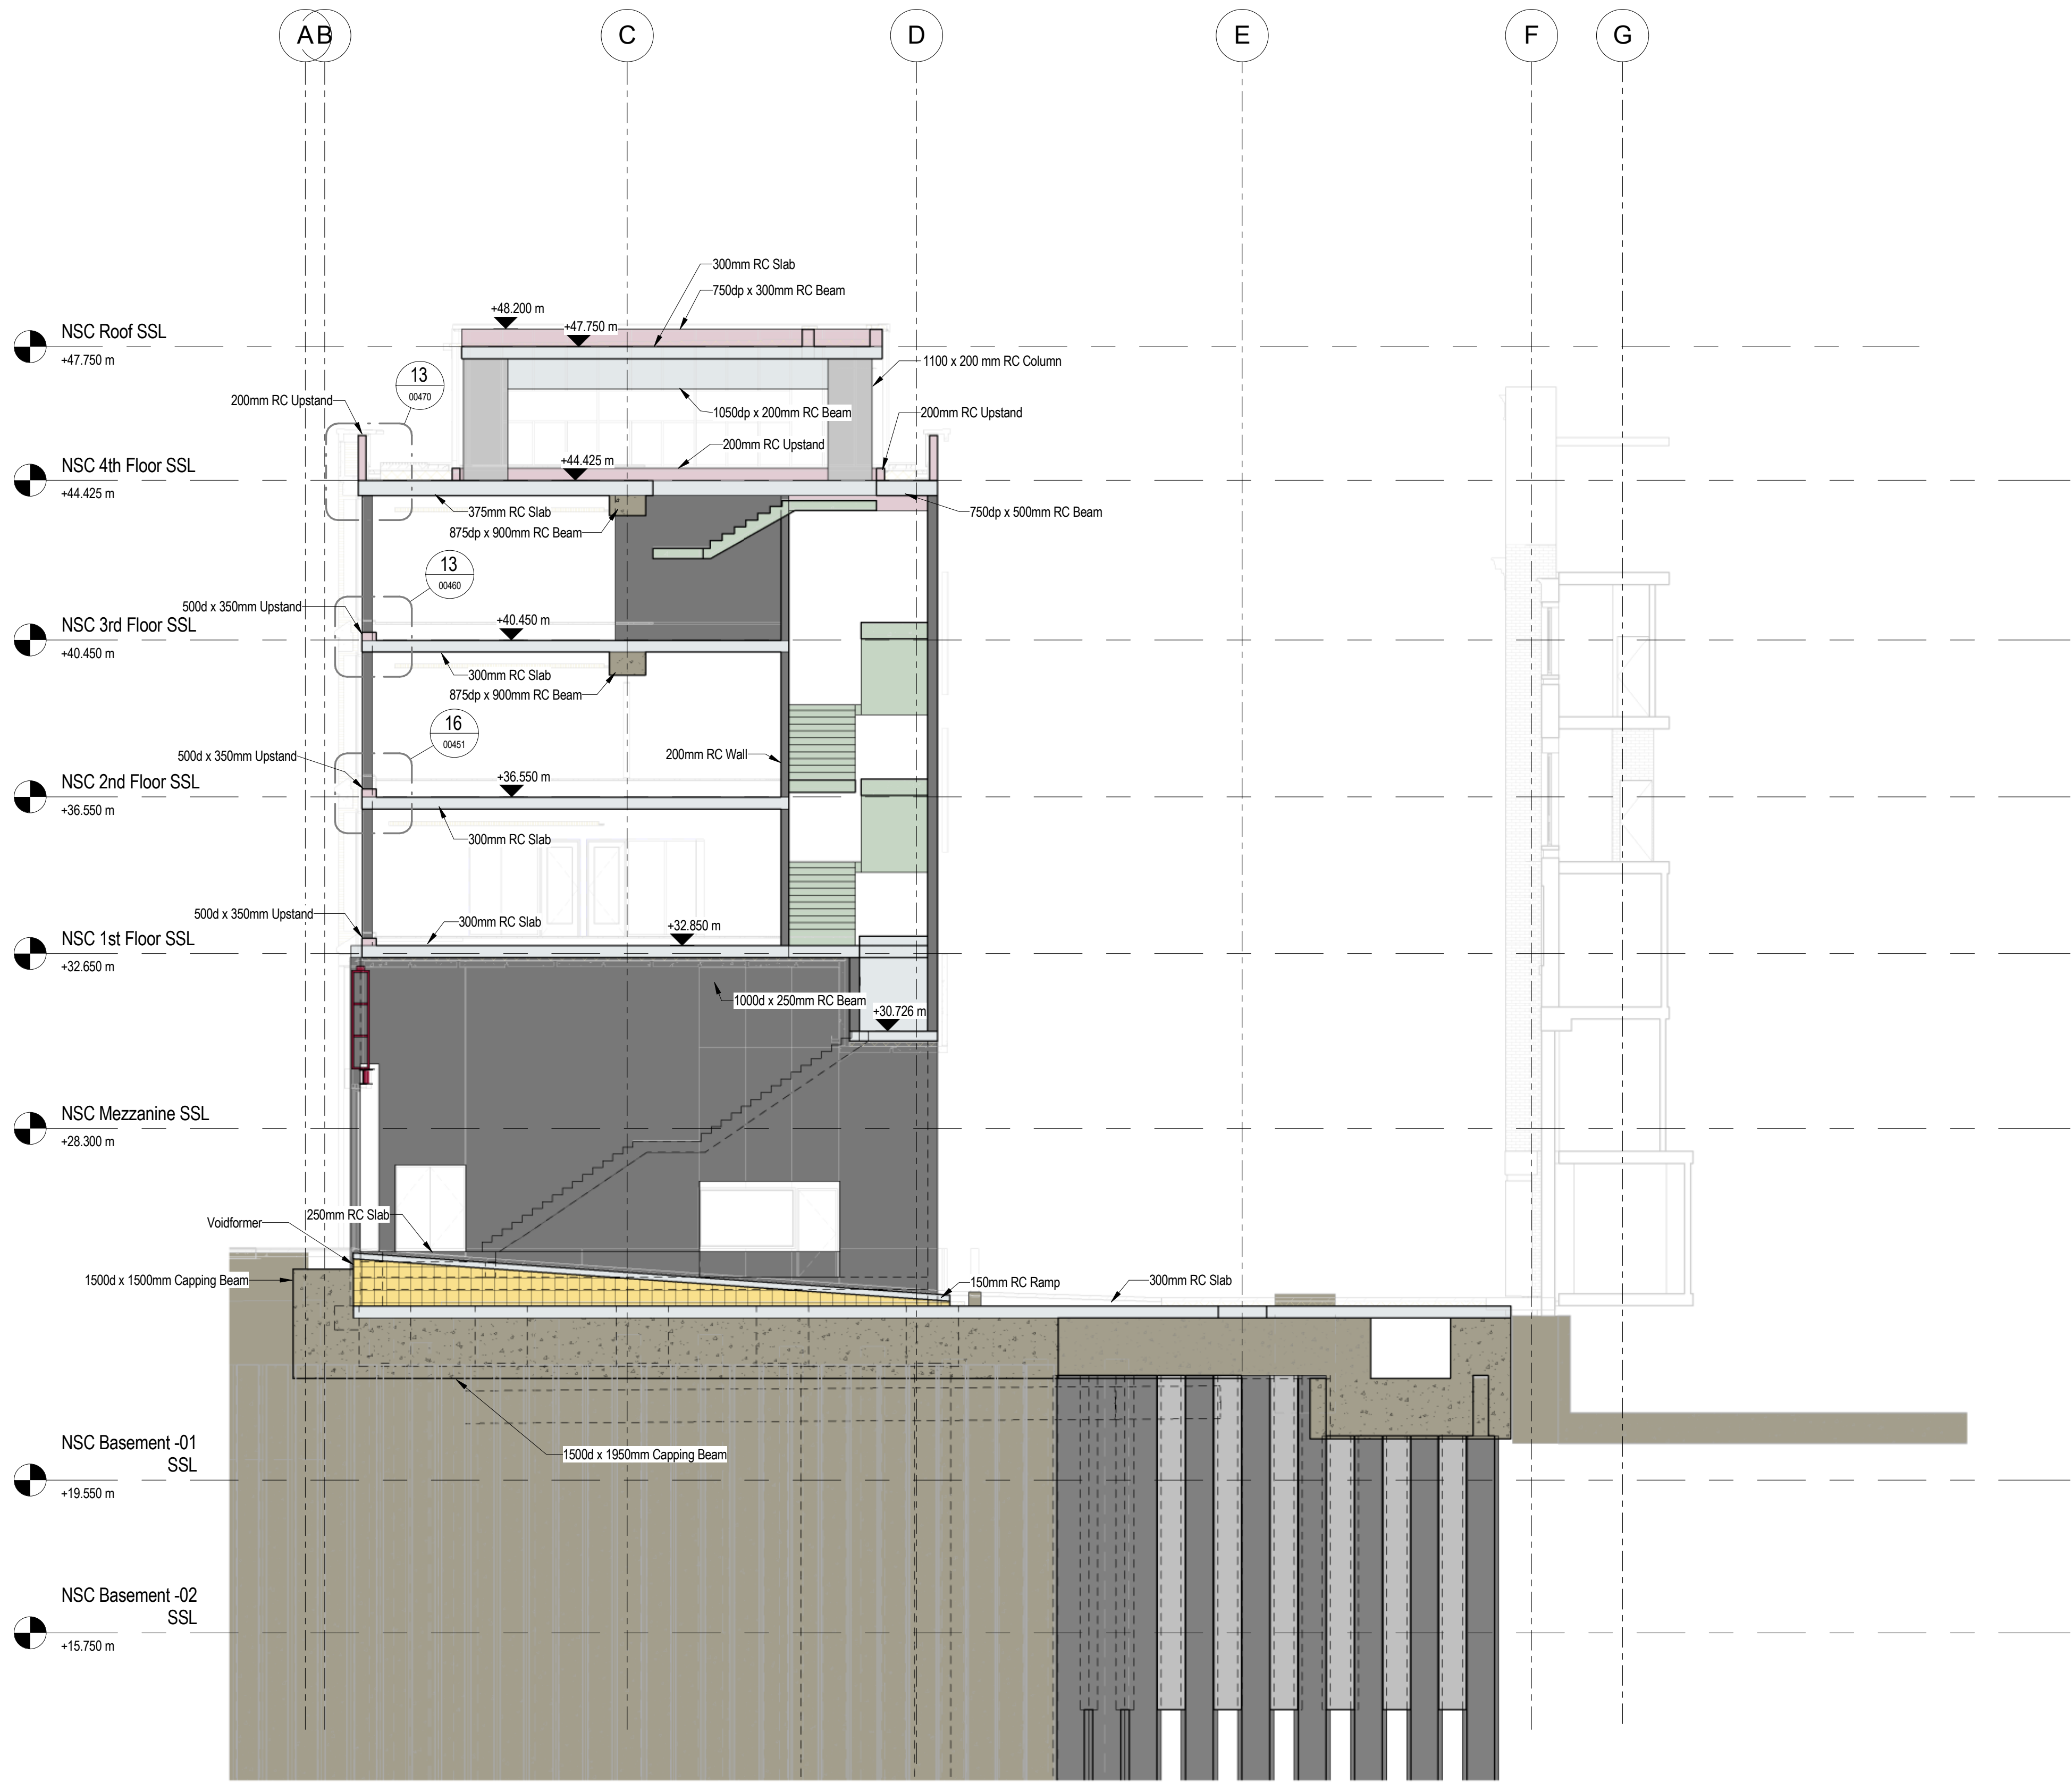 A B C D E F G
300mm RC Slab
750dp x 300mm RC Beam
+48.200 m
+47.750 m
NSC Roof SSL
+47.750 m
1100 x 200 mm RC Column
13
00470
200mm RC Upstand
1050dp x 200mm RC Beam
200mm RC Upstand
200mm RC Upstand
+44.425 m
NSC 4th Floor SSL
+44.425 m
375mm RC Slab
750dp x 500mm RC Beam
875dp x 900mm RC Beam
13
00460
500d x 350mm Upstand
+40.450 m
NSC 3rd Floor SSL
+40.450 m
300mm RC Slab
875dp x 900mm RC Beam
16
00451
500d x 350mm Upstand
200mm RC Wall
+36.550 m
NSC 2nd Floor SSL
+36.550 m
300mm RC Slab
500d x 350mm Upstand
300mm RC Slab
+32.850 m
NSC 1st Floor SSL
+32.650 m
1000d x 250mm RC Beam
+30.726 m
NSC Mezzanine SSL
+28.300 m
250mm RC Slab
Voidformer
1500d x 1500mm Capping Beam
150mm RC Ramp
300mm RC Slab
1500d x 1950mm Capping Beam
NSC Basement -01
SSL
+19.550 m
NSC Basement -02
SSL
+15.750 m